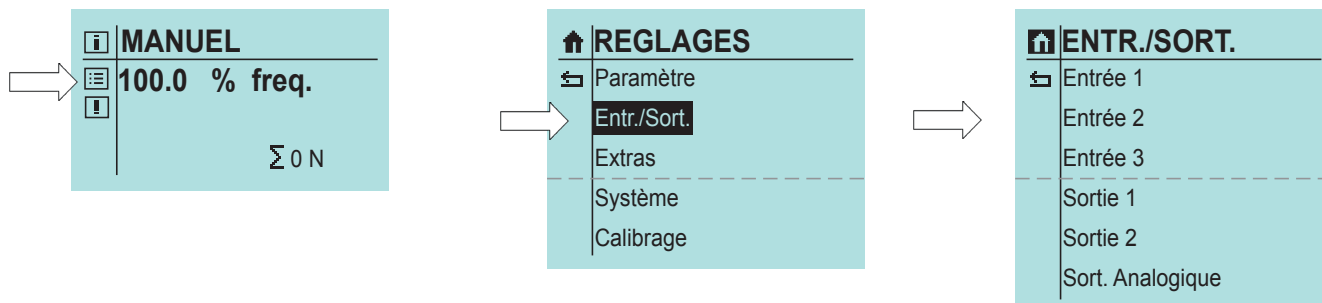 MANUEL
100.0 % freq.
Σ 0 N
REGLAGES
Paramètre
Entr./Sort.
Extras
Système
Calibrage
ENTR./SORT.
Entrée 1
Entrée 2
Entrée 3
Sortie 1
Sortie 2
Sort. Analogique